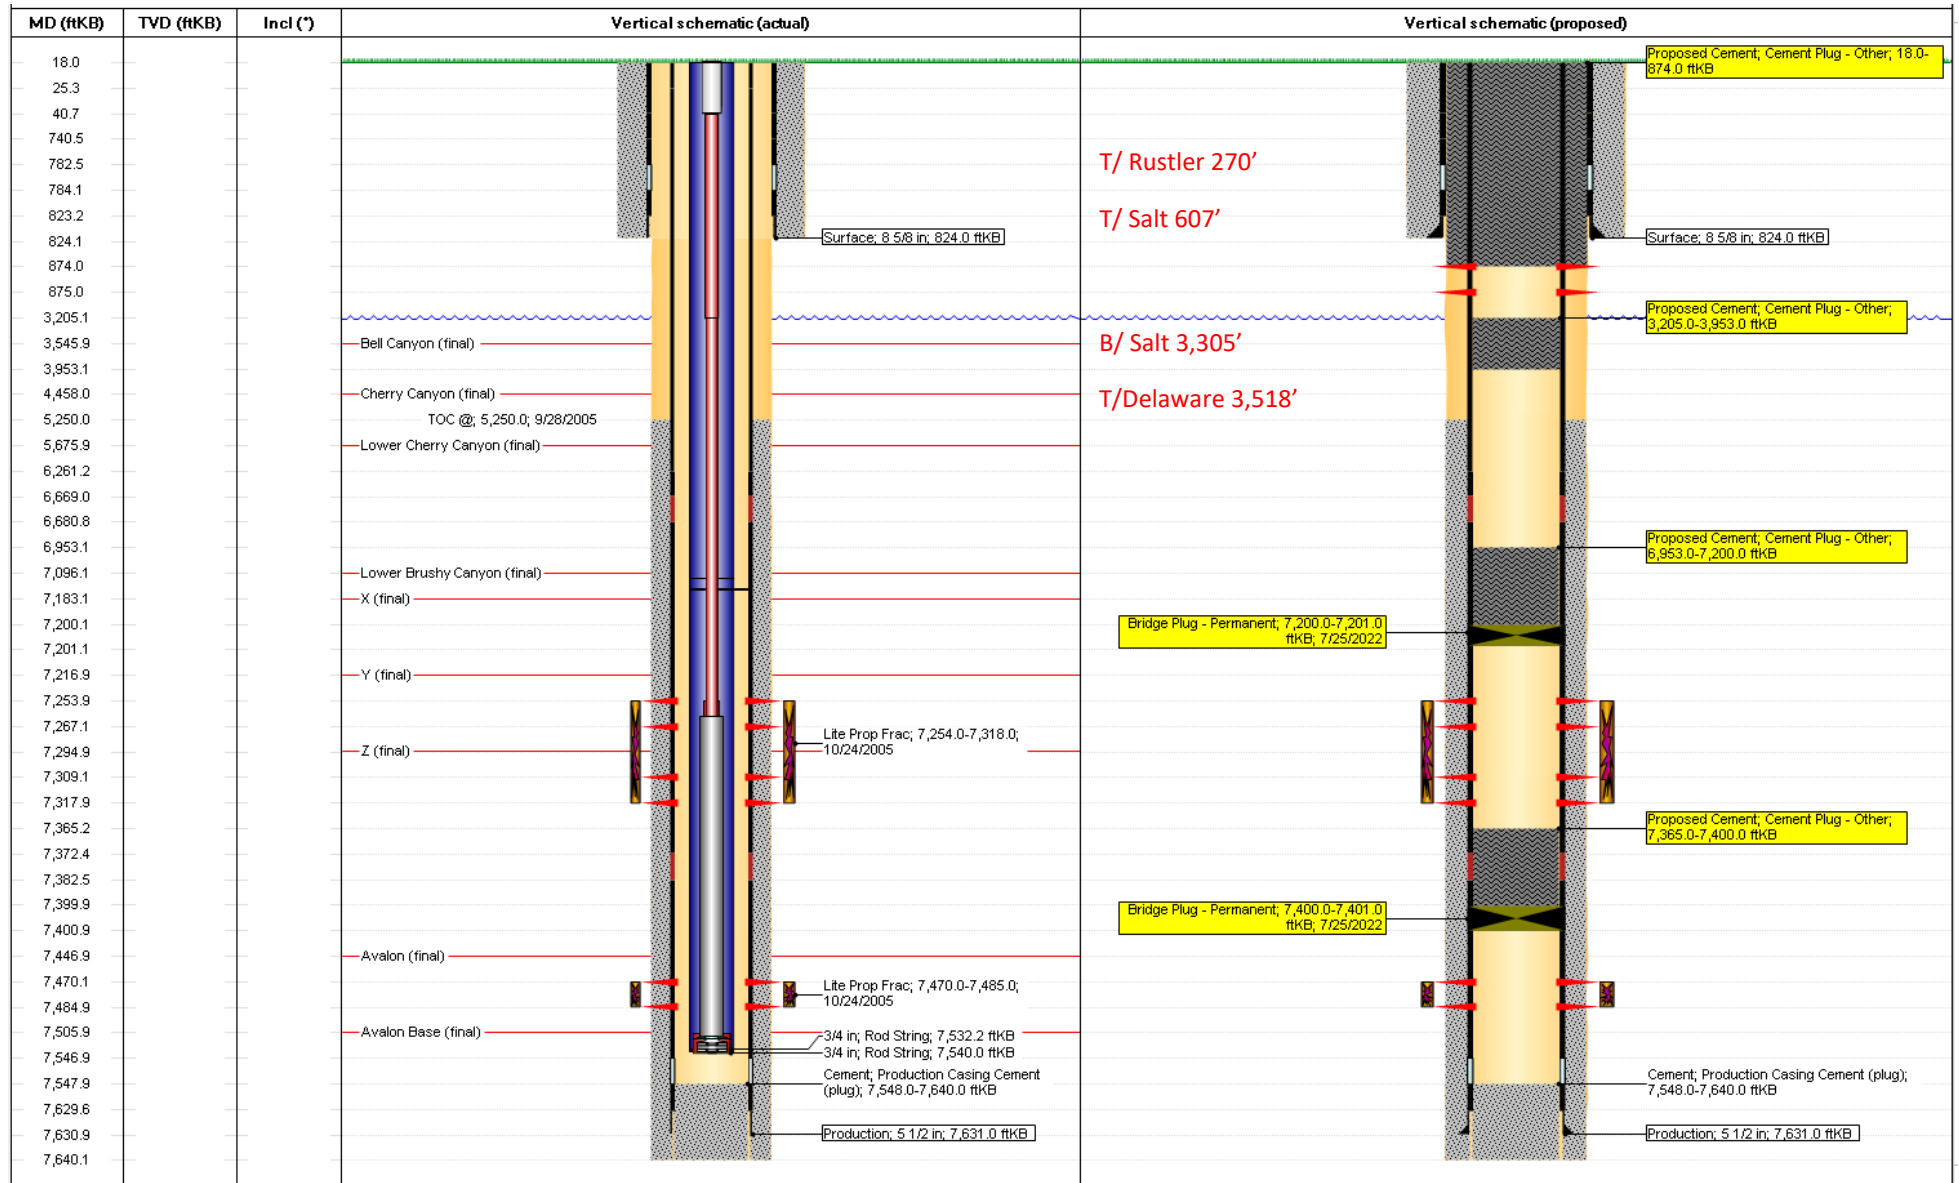 MD (ftKB) TVD (ftKB) Incl (°) Vertical schematic (actual) Vertical schematic (proposed)
18.0
25.3
40.7
740.5
782.5
784.1
823.2
824.1
874.0
875.0
3,205.1
3,545.9
3,953.1
4,458.0
5,250.0
5,675.9
6,261.2
6,669.0
6,680.8
6,953.1
7,096.1
7,183.1
7,200.1
7,201.1
7,216.9
7,253.9
7,267.1
7,294.9
7,309.1
7,317.9
7,365.2
7,372.4
7,382.5
7,399.9
7,400.9
7,446.9
7,470.1
7,484.9
7,505.9
7,546.9
7,547.9
7,629.6
7,630.9
7,640.1
Surface; 8 5/8 in; 824.0 ftKB
Bell Canyon (final)
Cherry Canyon (final)
TOC @; 5,250.0; 9/28/2005
Lower Cherry Canyon (final)
Lower Brushy Canyon (final)
X (final)
Y (final)
Lite Prop Frac; 7,254.0-7,318.0;
10/24/2005
Z (final)
Avalon (final)
Lite Prop Frac; 7,470.0-7,485.0;
10/24/2005
Avalon Base (final)
3/4 in; Rod String; 7,532.2 ftKB
3/4 in; Rod String; 7,540.0 ftKB
Cement; Production Casing Cement
(plug); 7,548.0-7,640.0 ftKB
Production; 5 1/2 in; 7,631.0 ftKB
T/ Rustler 270’
T/ Salt 607’
B/ Salt 3,305’
T/Delaware 3,518’
Proposed Cement; Cement Plug - Other; 18.0-
874.0 ftKB
Surface; 8 5/8 in; 824.0 ftKB
Proposed Cement; Cement Plug - Other;
3,205.0-3,953.0 ftKB
Proposed Cement; Cement Plug - Other;
6,953.0-7,200.0 ftKB
Bridge Plug - Permanent; 7,200.0-7,201.0
ftKB; 7/25/2022
Proposed Cement; Cement Plug - Other;
7,365.0-7,400.0 ftKB
Bridge Plug - Permanent; 7,400.0-7,401.0
ftKB; 7/25/2022
Cement; Production Casing Cement (plug);
7,548.0-7,640.0 ftKB
Production; 5 1/2 in; 7,631.0 ftKB